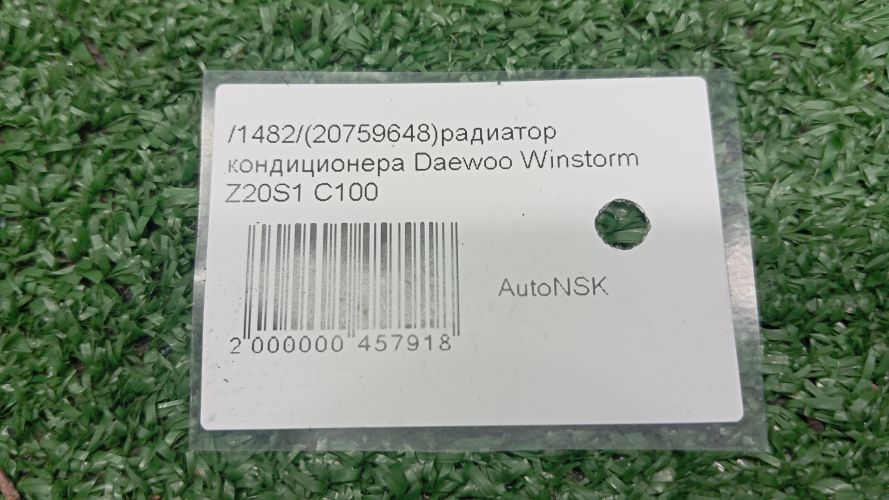 /1482/(20759648)радиатор
кондиционера Daewoo Winstorm
Z20S1 C100
AutoNSK
2 000000 457918